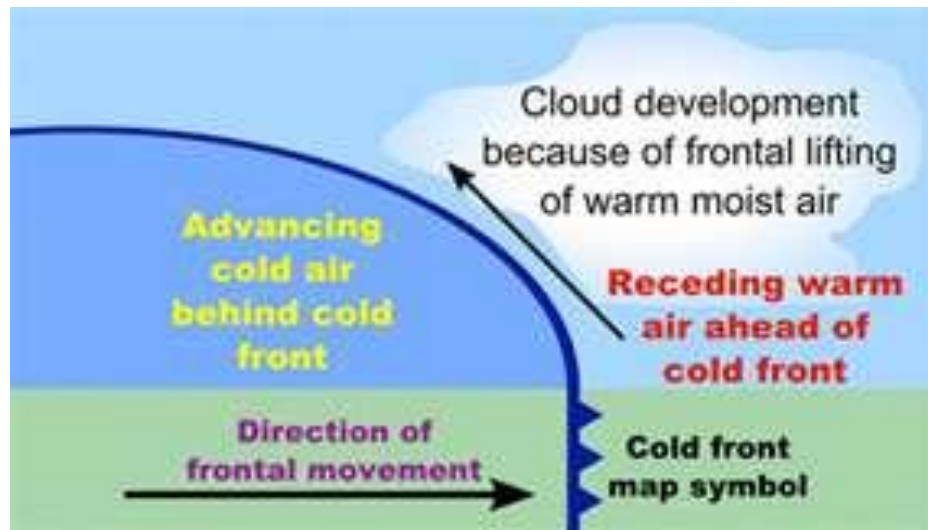 Cloud development
because of frontal lifting
of warm moist air
Advancing
cold air
behind cold
front
Receding warm
air ahead of
cold front
Direction of
frontal movement
Cold front
map symbol